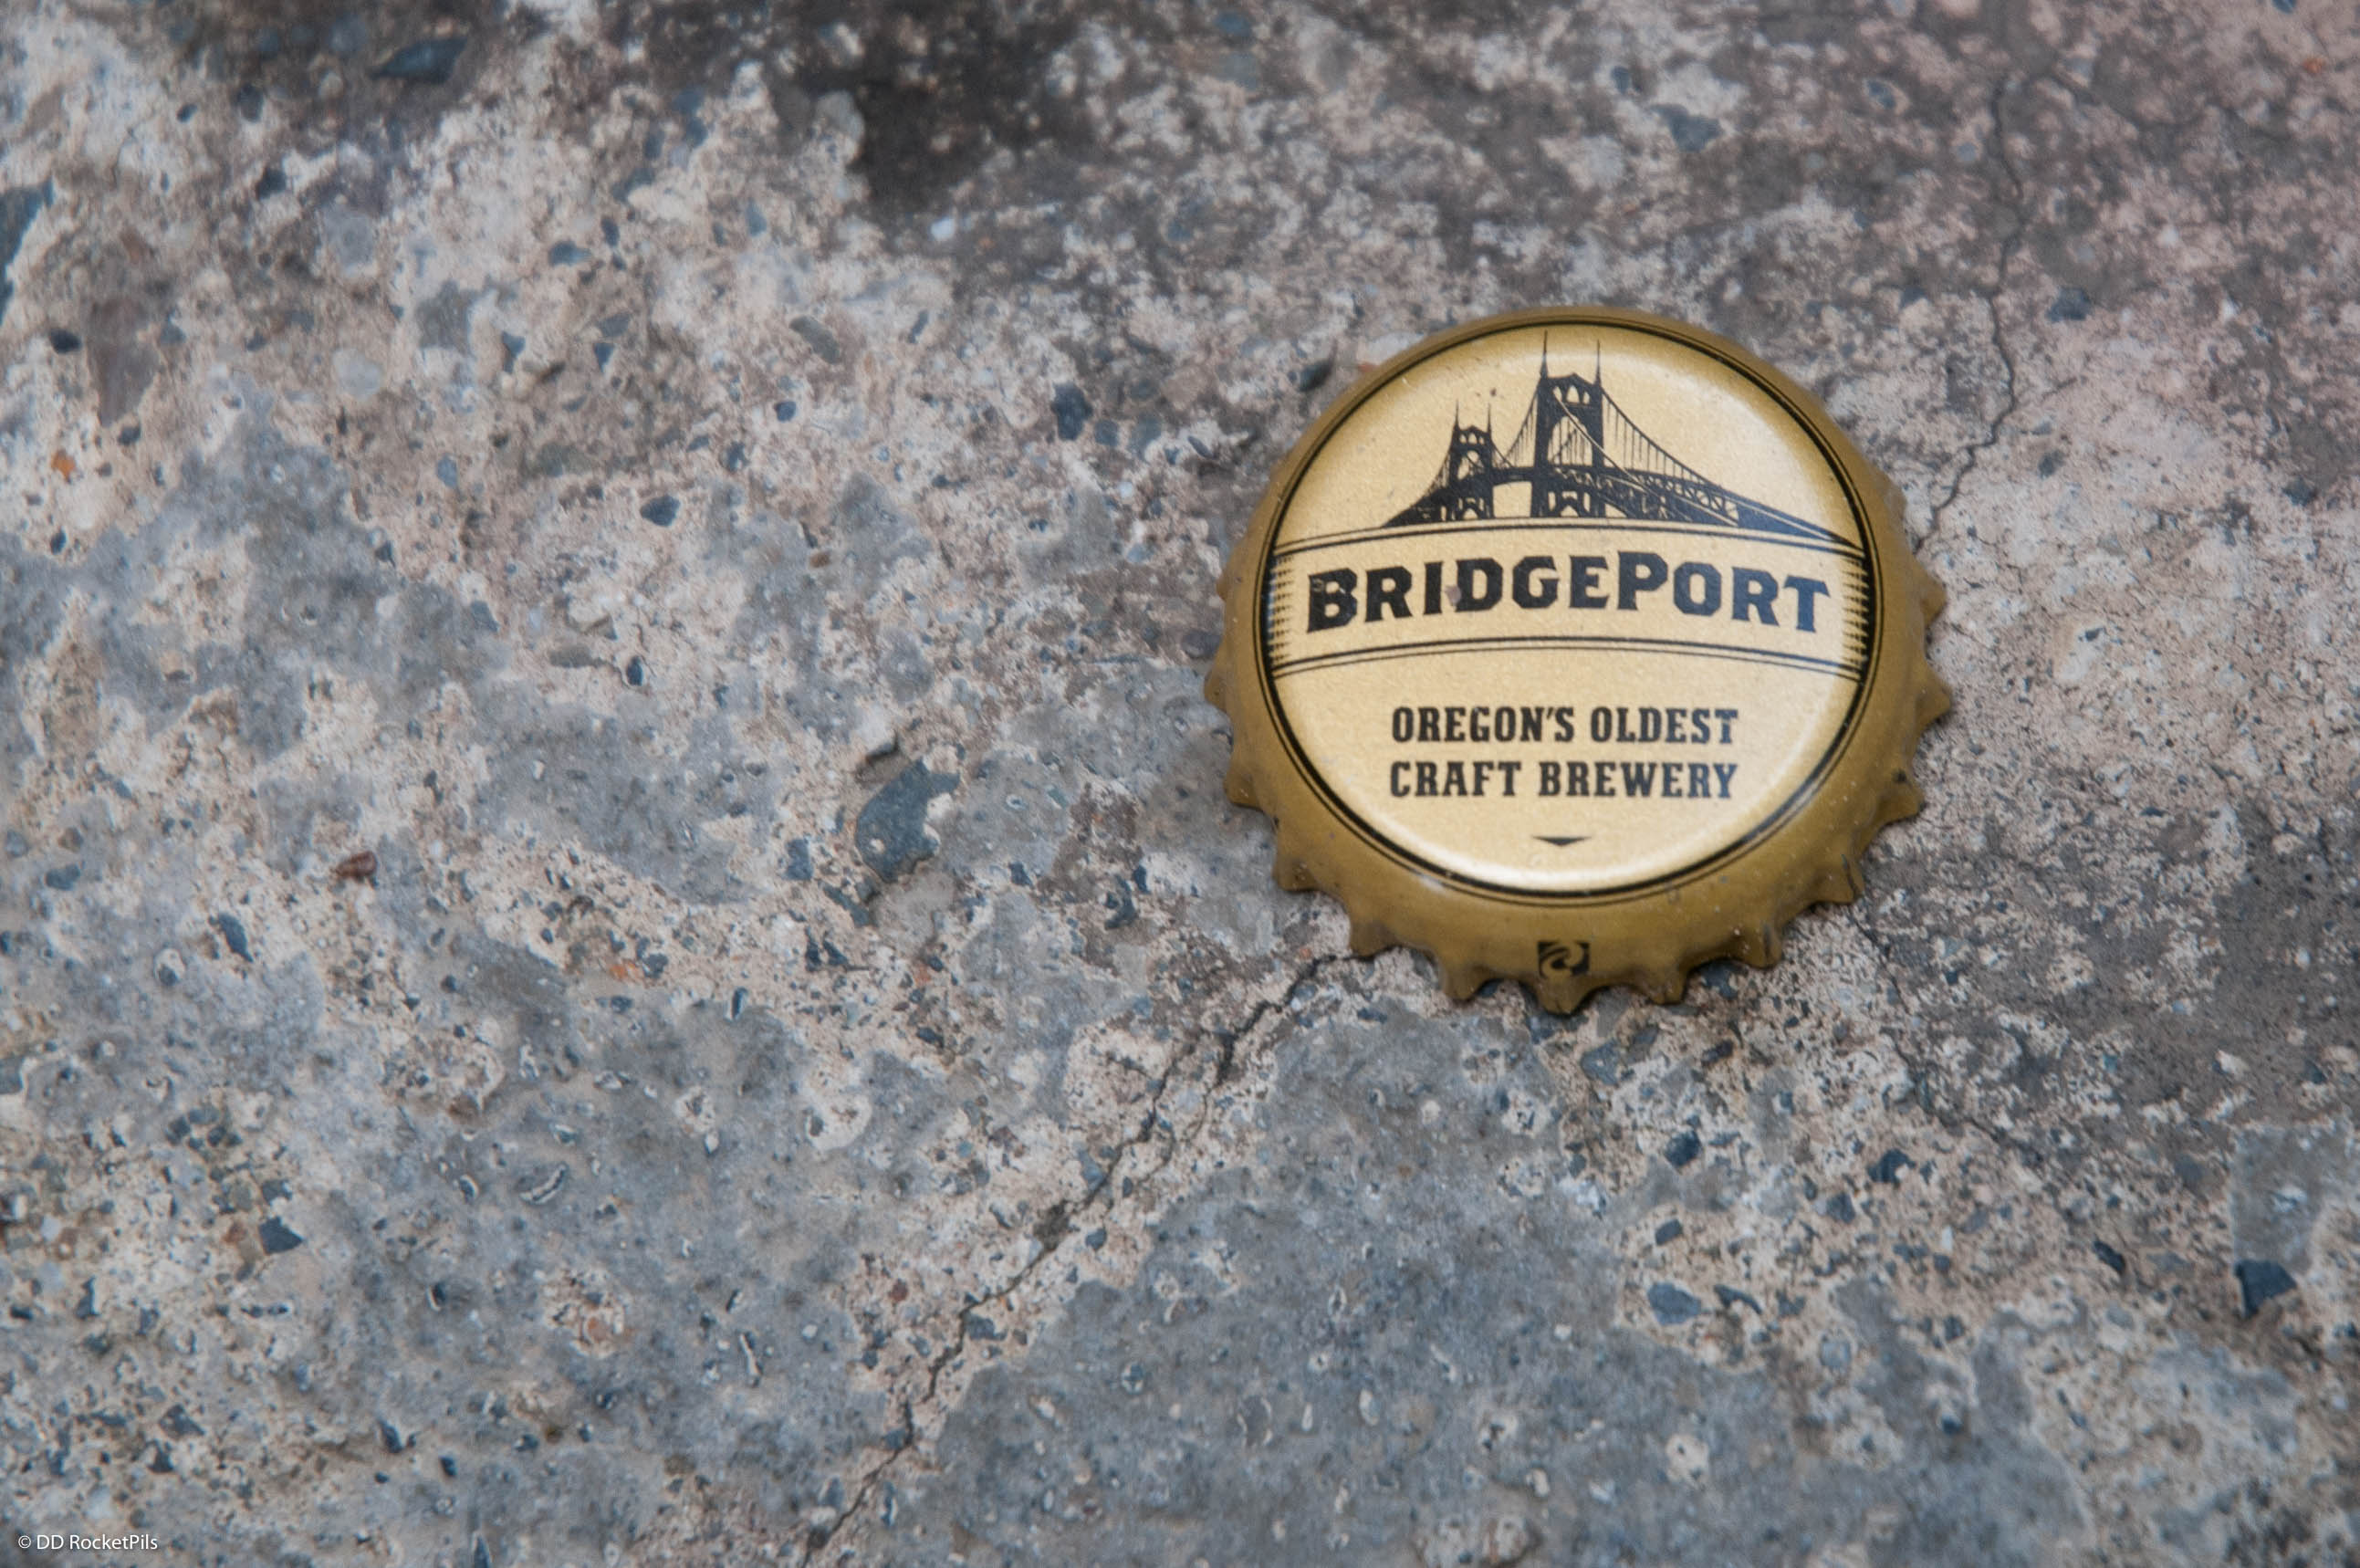 BRIDGEPORT
OREGON'S OLDEST
CRAFT BREWERY
© DD RocketPils